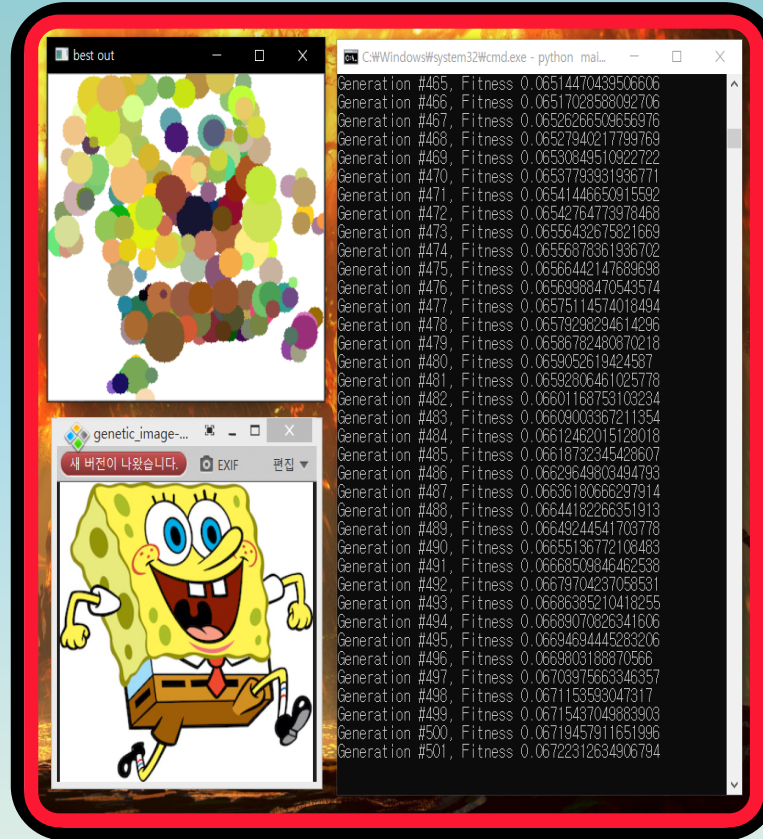 best out
C:₩Windows₩system32₩cmd.exe - python mai...
Generation #465, Fitness 0.06514470439506606
Generation #466, Fitness 0.06517028588092706
Generation #467, Fitness 0.06526266509656976
Generation #468, Fitness 0.06527940217799769
Generation #469, Fitness 0.06530849510922722
Generation #470, Fitness 0.06537793931936771
Generation #471, Fitness 0.06541446650915592
Generation #472, Fitness 0.06542764773978468
Generation #473, Fitness 0.06556432675821669
Generation #474, Fitness 0.06556878361936702
Generation #475, Fitness 0.06566442147689698
Generation #476, Fitness 0.06569988470543574
Generation #477, Fitness 0.06575114574018494
Generation #478, Fitness 0.06579298294614296
Generation #479, Fitness 0.06586782480870218
Generation #480, Fitness 0.0659052619424587
Generation #481, Fitness 0.06592806461025778
Generation #482, Fitness 0.06601168753103234
Generation #483, Fitness 0.06609003367211354
Generation #484, Fitness 0.06612462015128018
Generation #485, Fitness 0.06618732345428607
Generation #486, Fitness 0.06629649803494793
Generation #487, Fitness 0.06636180666297914
Generation #488, Fitness 0.06644182266351913
Generation #489, Fitness 0.06649244541703778
Generation #490, Fitness 0.06655136772108483
Generation #491, Fitness 0.06668509846462538
Generation #492, Fitness 0.06679704237058531
Generation #493, Fitness 0.06686385210418255
Generation #494, Fitness 0.06689070826341606
Generation #495, Fitness 0.06694694445283206
Generation #496, Fitness 0.0669803188870566
Generation #497, Fitness 0.06703975663346357
Generation #498, Fitness 0.0671153593047317
Generation #499, Fitness 0.06715437049883903
Generation #500, Fitness 0.06719457911651996
Generation #501, Fitness 0.06722312634906794
genetic_image-...
새 버전이 나왔습니다. EXIF 편집